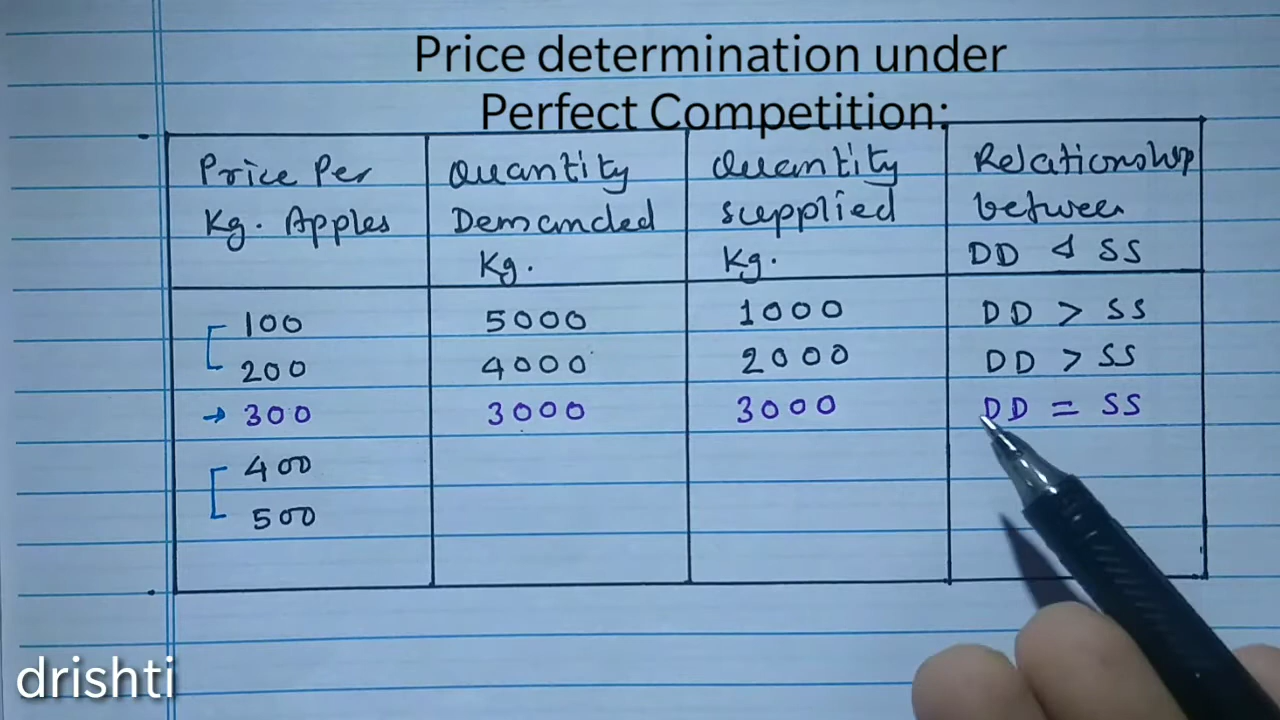 Price determination under
Perfect Competition:
Price Per Kg. Apples | Quantity Demanded Kg. | Quantity supplied Kg. | Relationship between DD & SS
100 | 5000 | 1000 | DD > SS
200 | 4000 | 2000 | DD > SS
→ 300 | 3000 | 3000 | DD = SS
400
500
drishti